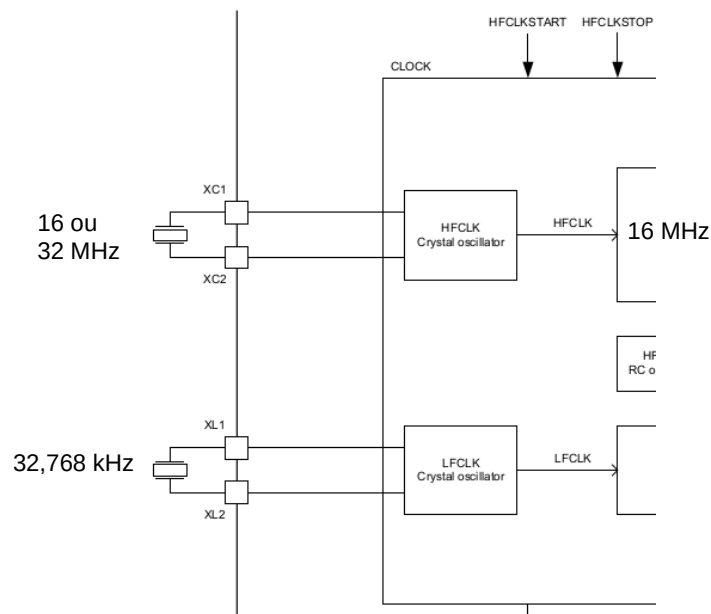 HFCLKSTART HFCLKSTOP
CLOCK
XC1
16 ou
32 MHz
XC2
HFCLK
Crystal oscillator
HFCLK
16 MHz
RC o
XL1
32,768 kHz
XL2
LFCLK
Crystal oscillator
LFCLK